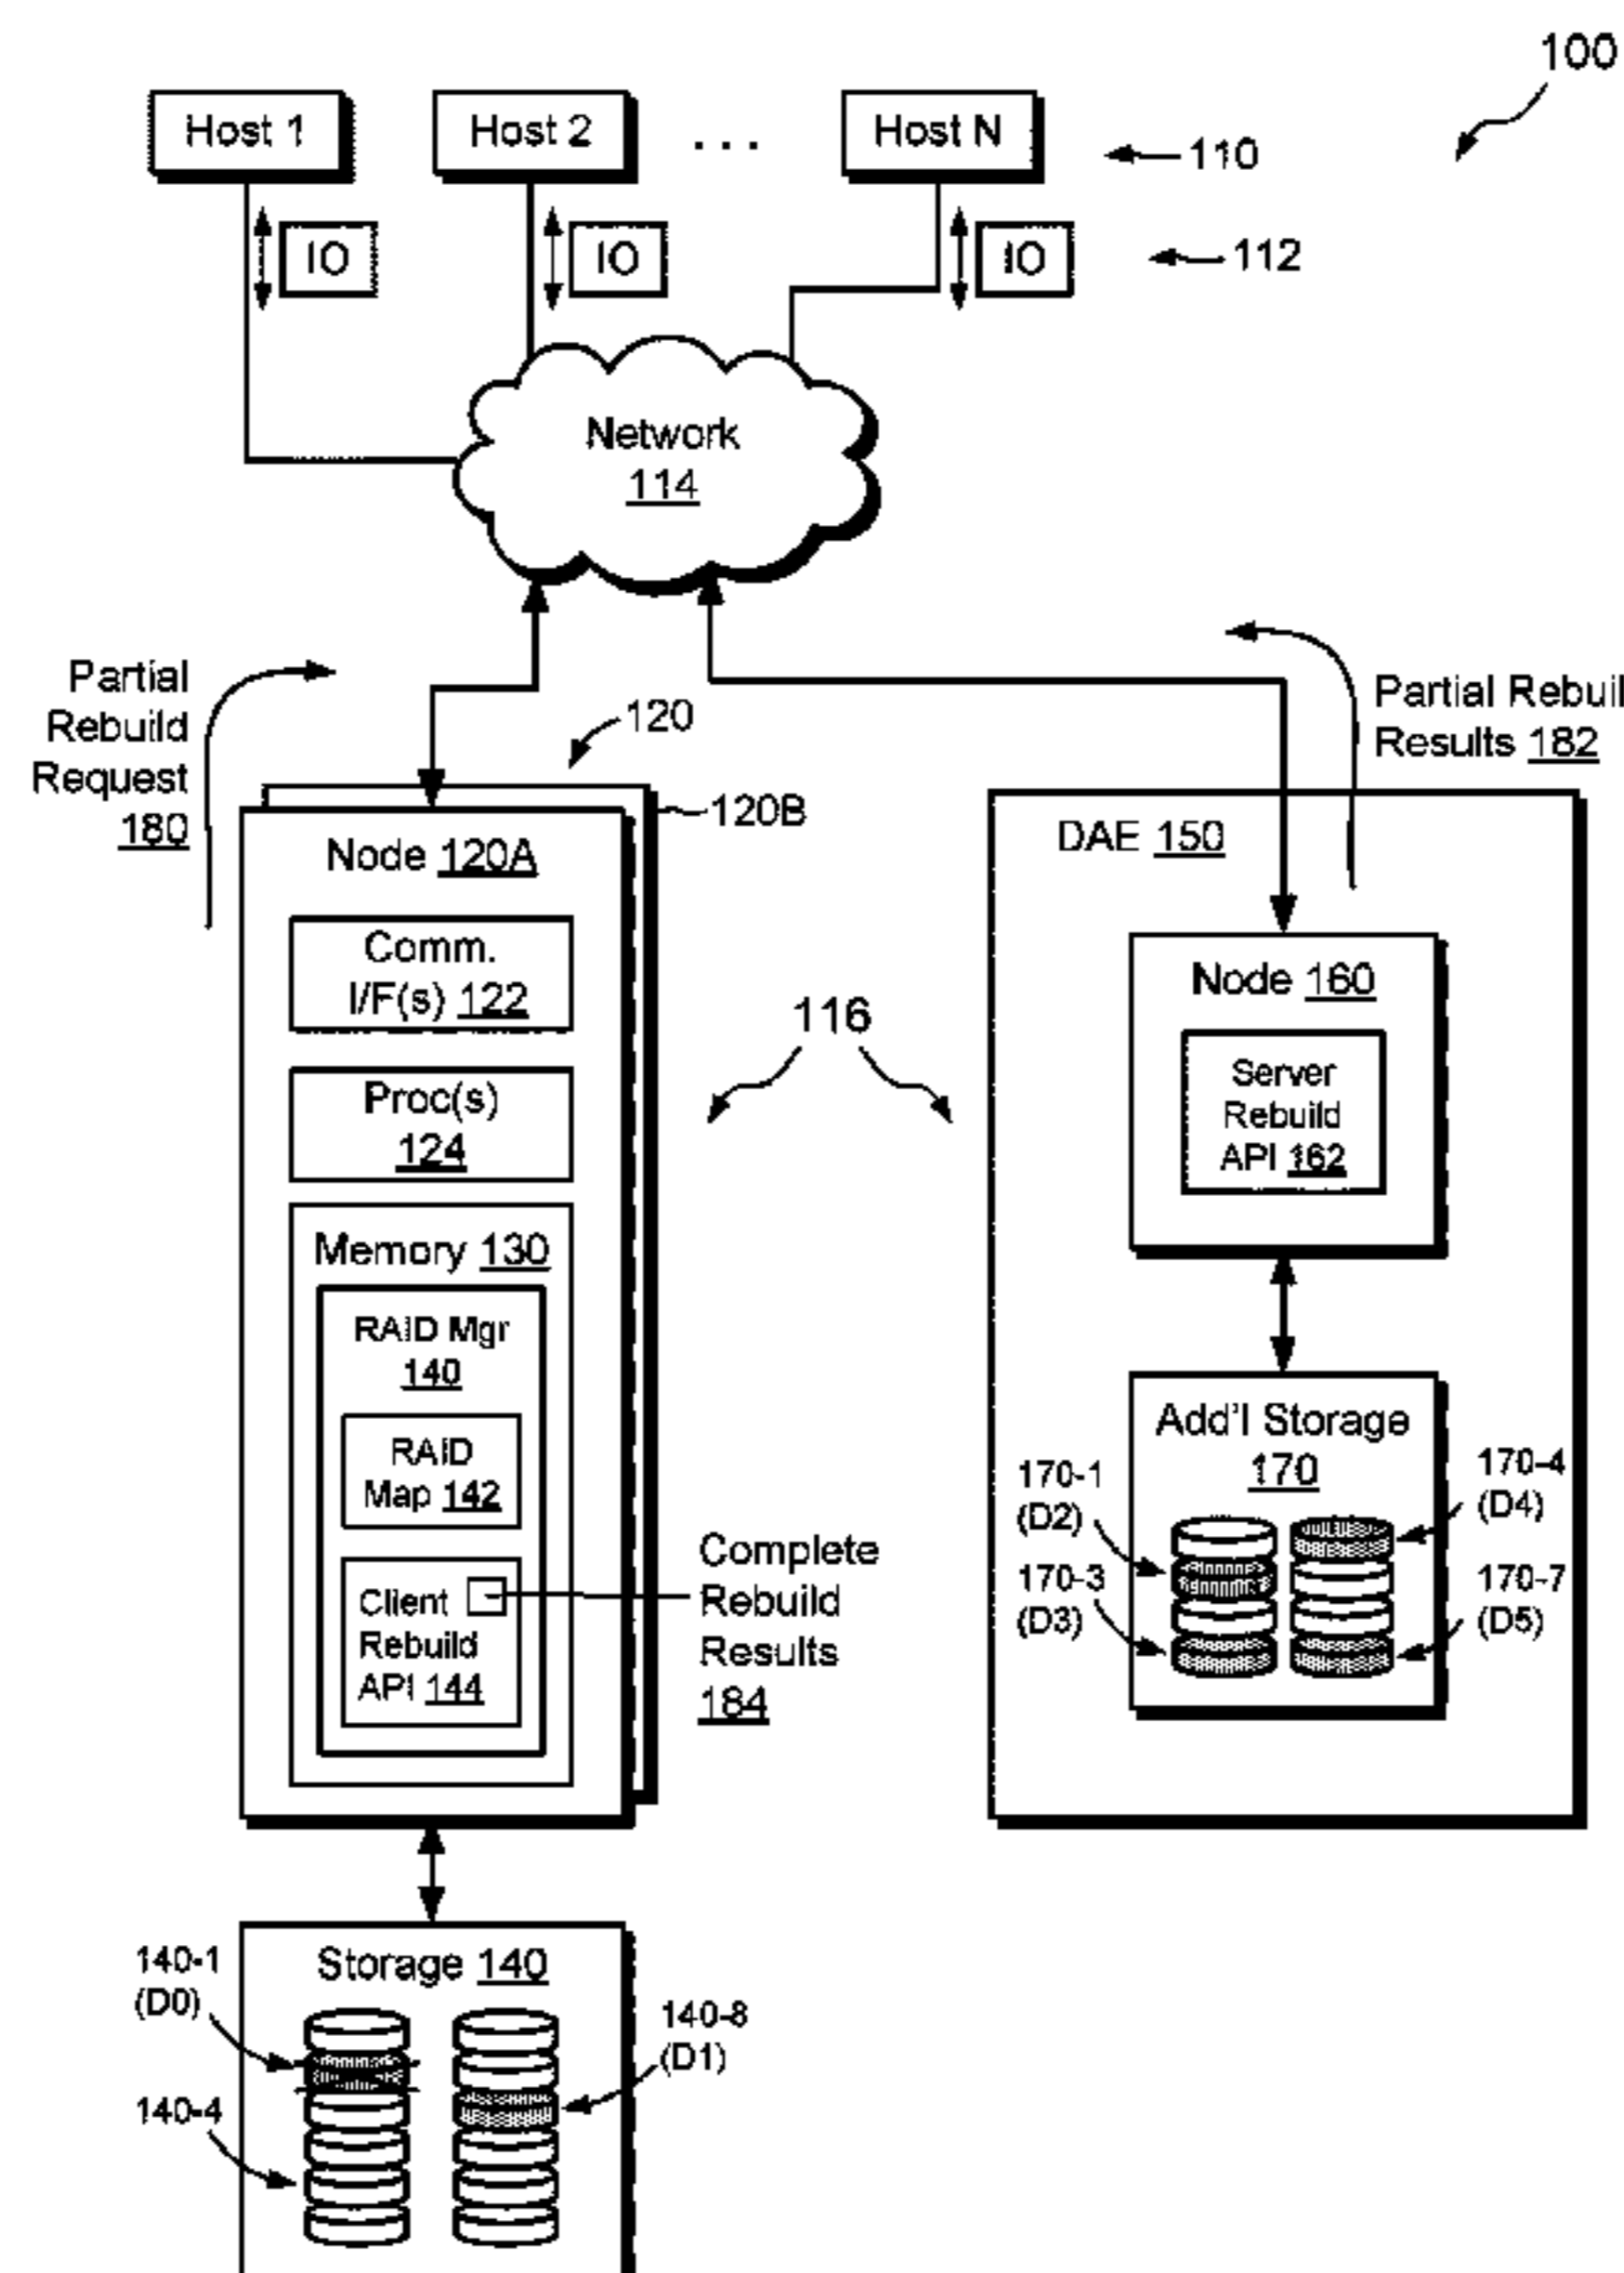 100
Host 1
Host 2
...
Host N
110
IO
IO
IO
112
Network
114
Partial
Rebuild
Request
180
120
120B
Partial Rebuil
Results 182
Node 120A
Comm.
I/F(s) 122
Proc(s)
124
Memory 130
RAID Mgr
140
RAID
Map 142
Client
Rebuild
API 144
Complete
Rebuild
Results
184
116
DAE 150
Node 160
Server
Rebuild
API 162
Add'l Storage
170
170-1
(D2)
170-3
(D3)
170-4
(D4)
170-7
(D5)
Storage 140
140-1
(D0)
140-4
140-8
(D1)